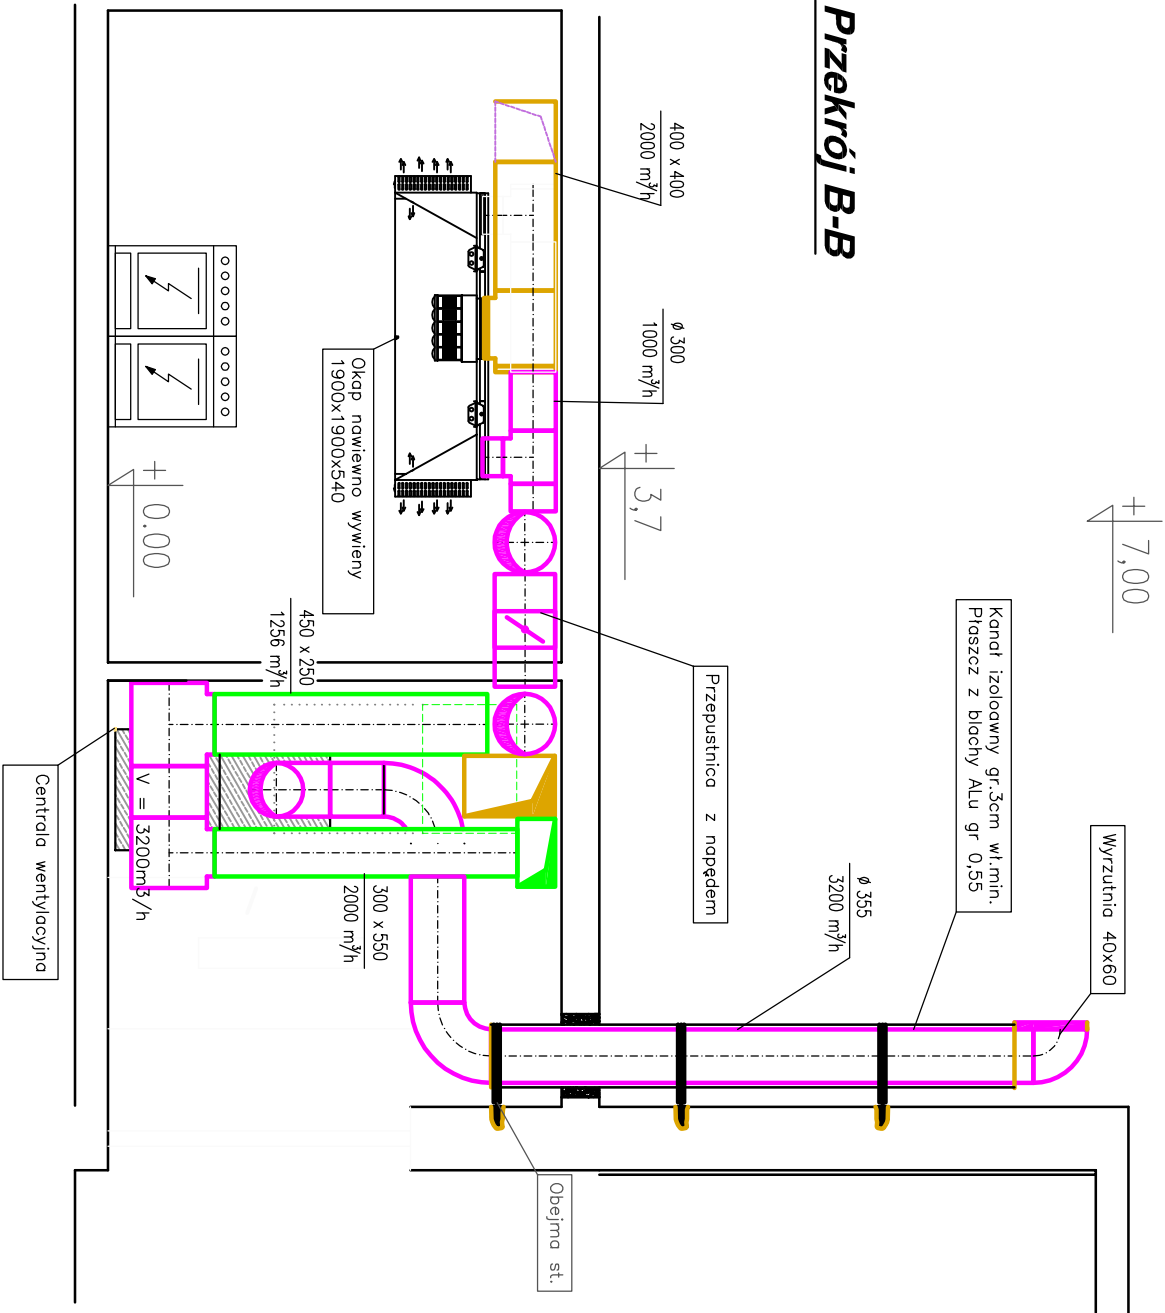 Przekrój B-B
+ 7,00
Wyrzutnia 40x60
Kanał izoloawny gr.3cm wł.min.
Płaszcz z blachy ALu gr 0,55
Ø 355
3200 m³/h
400 x 400
2000 m³/h
Ø 300
1000 m³/h
+ 3,7
Przepustnica z napędem
Obejma st.
Okap nawiewno wywieny
1900x1900x540
300 x 550
2000 m³/h
450 x 250
1256 m³/h
+ 0.00
V = 3200m3/h
Centrala wentylacyjna